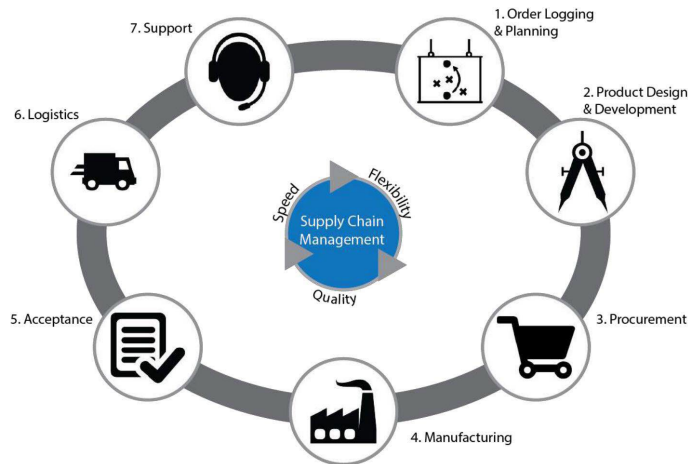 1. Order Logging
& Planning
2. Product Design
& Development
3. Procurement
4. Manufacturing
5. Acceptance
6. Logistics
7. Support
Speed
Flexibility
Quality
Supply Chain
Management